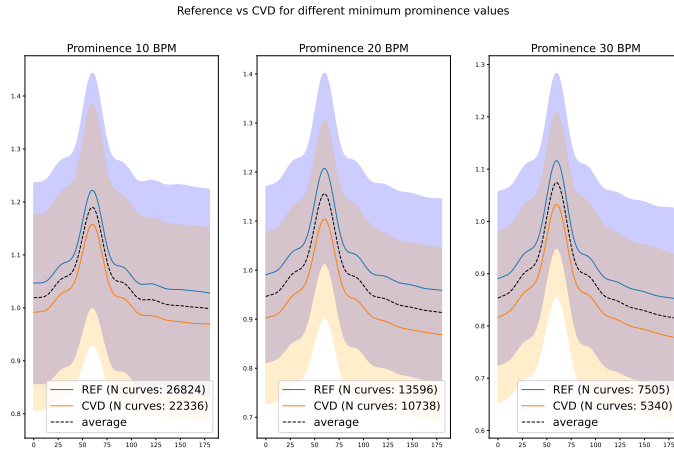 Reference vs CVD for different minimum prominence values
Prominence 10 BPM
1.4
1.3
1.2
1.1
1.0
0.9
0.8
0 25 50 75 100 125 150 175
REF (N curves: 26824)
CVD (N curves: 22336)
average
Prominence 20 BPM
1.4
1.3
1.2
1.1
1.0
0.9
0.8
0.7
0 25 50 75 100 125 150 175
REF (N curves: 13596)
CVD (N curves: 10738)
average
Prominence 30 BPM
1.3
1.2
1.1
1.0
0.9
0.8
0.7
0.6
0 25 50 75 100 125 150 175
REF (N curves: 7505)
CVD (N curves: 5340)
average